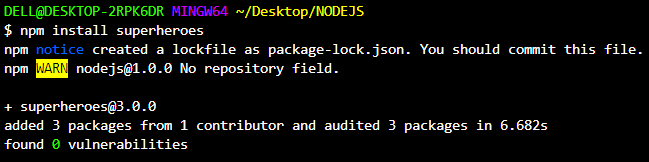 DELL@DESKTOP-2RPK6DR MINGW64 ~/Desktop/NODEJS
$ npm install superheroes
npm notice created a lockfile as package-lock.json. You should commit this file.
npm WARN nodejs@1.0.0 No repository field.
+ superheroes@3.0.0
added 3 packages from 1 contributor and audited 3 packages in 6.682s
found 0 vulnerabilities